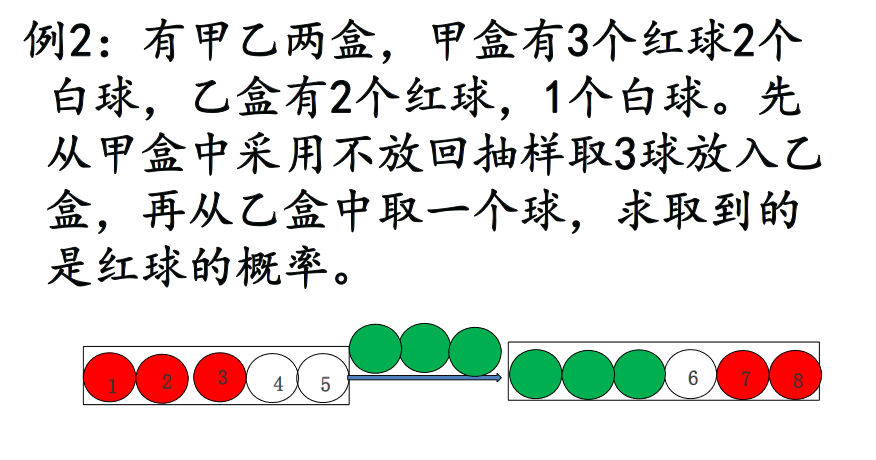 例2：有甲乙两盒，甲盒有3个红球2个
白球，乙盒有2个红球，1个白球。先
从甲盒中采用不放回抽样取3球放入乙
盒，再从乙盒中取一个球，求取到的
是红球的概率。
1 2 3 4 5 6 7 8